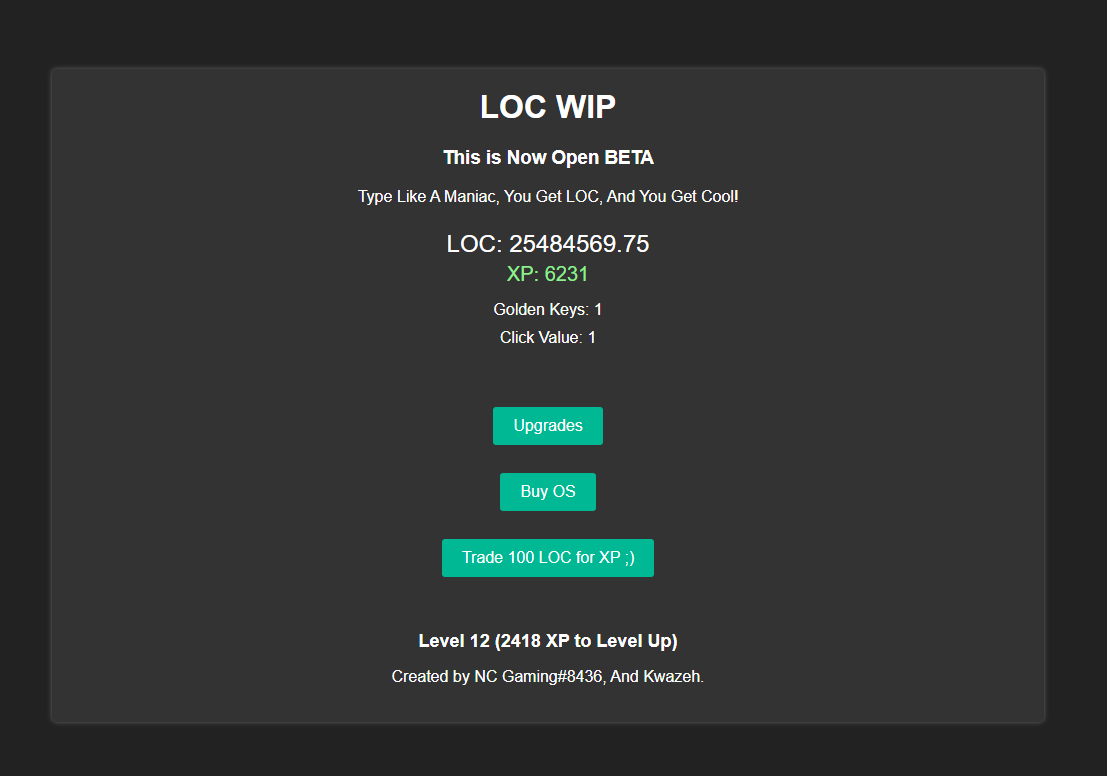 LOC WIP
This is Now Open BETA
Type Like A Maniac, You Get LOC, And You Get Cool!
LOC: 25484569.75
XP: 6231
Golden Keys: 1
Click Value: 1
Upgrades
Buy OS
Trade 100 LOC for XP ;)
Level 12 (2418 XP to Level Up)
Created by NC Gaming#8436, And Kwazeh.